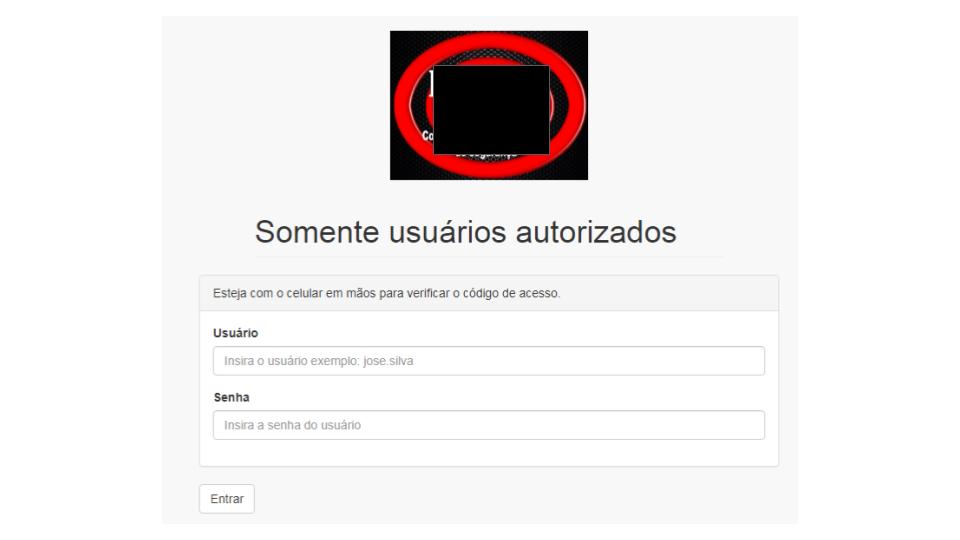 Somente usuários autorizados
Esteja com o celular em mãos para verificar o código de acesso.
Usuário
Insira o usuário exemplo: jose.silva
Senha
Insira a senha do usuário
Entrar